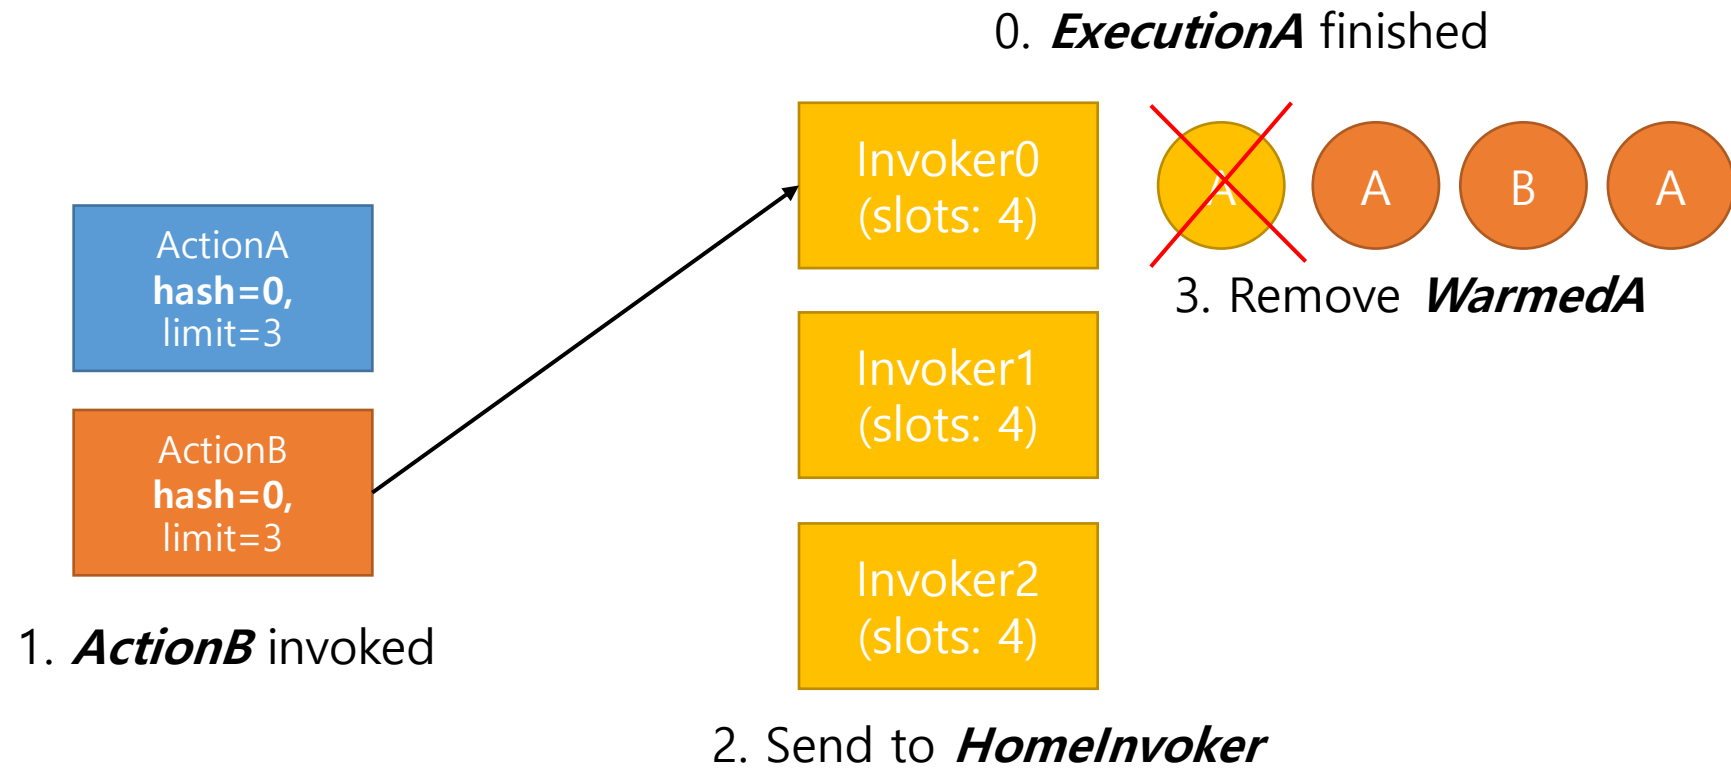 0. ExecutionA finished
Invoker0
(slots: 4)
A
A
B
A
3. Remove WarmedA
ActionA
hash=0,
limit=3
Invoker1
(slots: 4)
ActionB
hash=0,
limit=3
Invoker2
(slots: 4)
1. ActionB invoked
2. Send to HomeInvoker